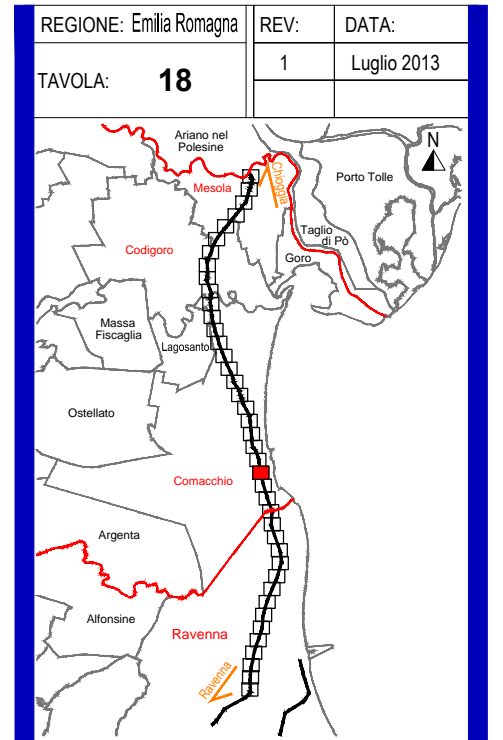 REGIONE: Emilia Romagna
REV:
DATA:
TAVOLA: 18
1
Luglio 2013
Ariano nel
Polesine
N
Mesola
Chioggia
Porto Tolle
Codigoro
Taglio
di Pò
Goro
Massa
Fiscaglia
Lagosanto
Ostellato
Comacchio
Argenta
Alfonsine
Ravenna
Ravenna